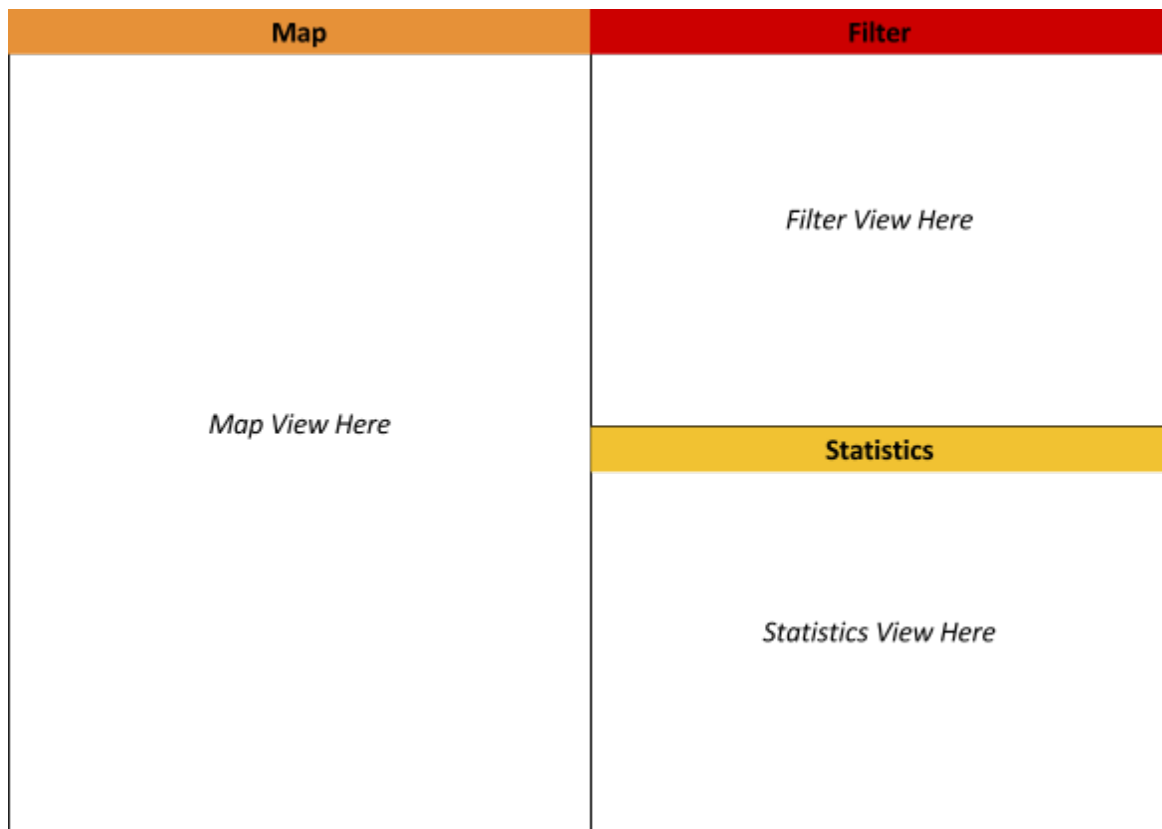 Map
Map View Here
Filter
Filter View Here
Statistics
Statistics View Here